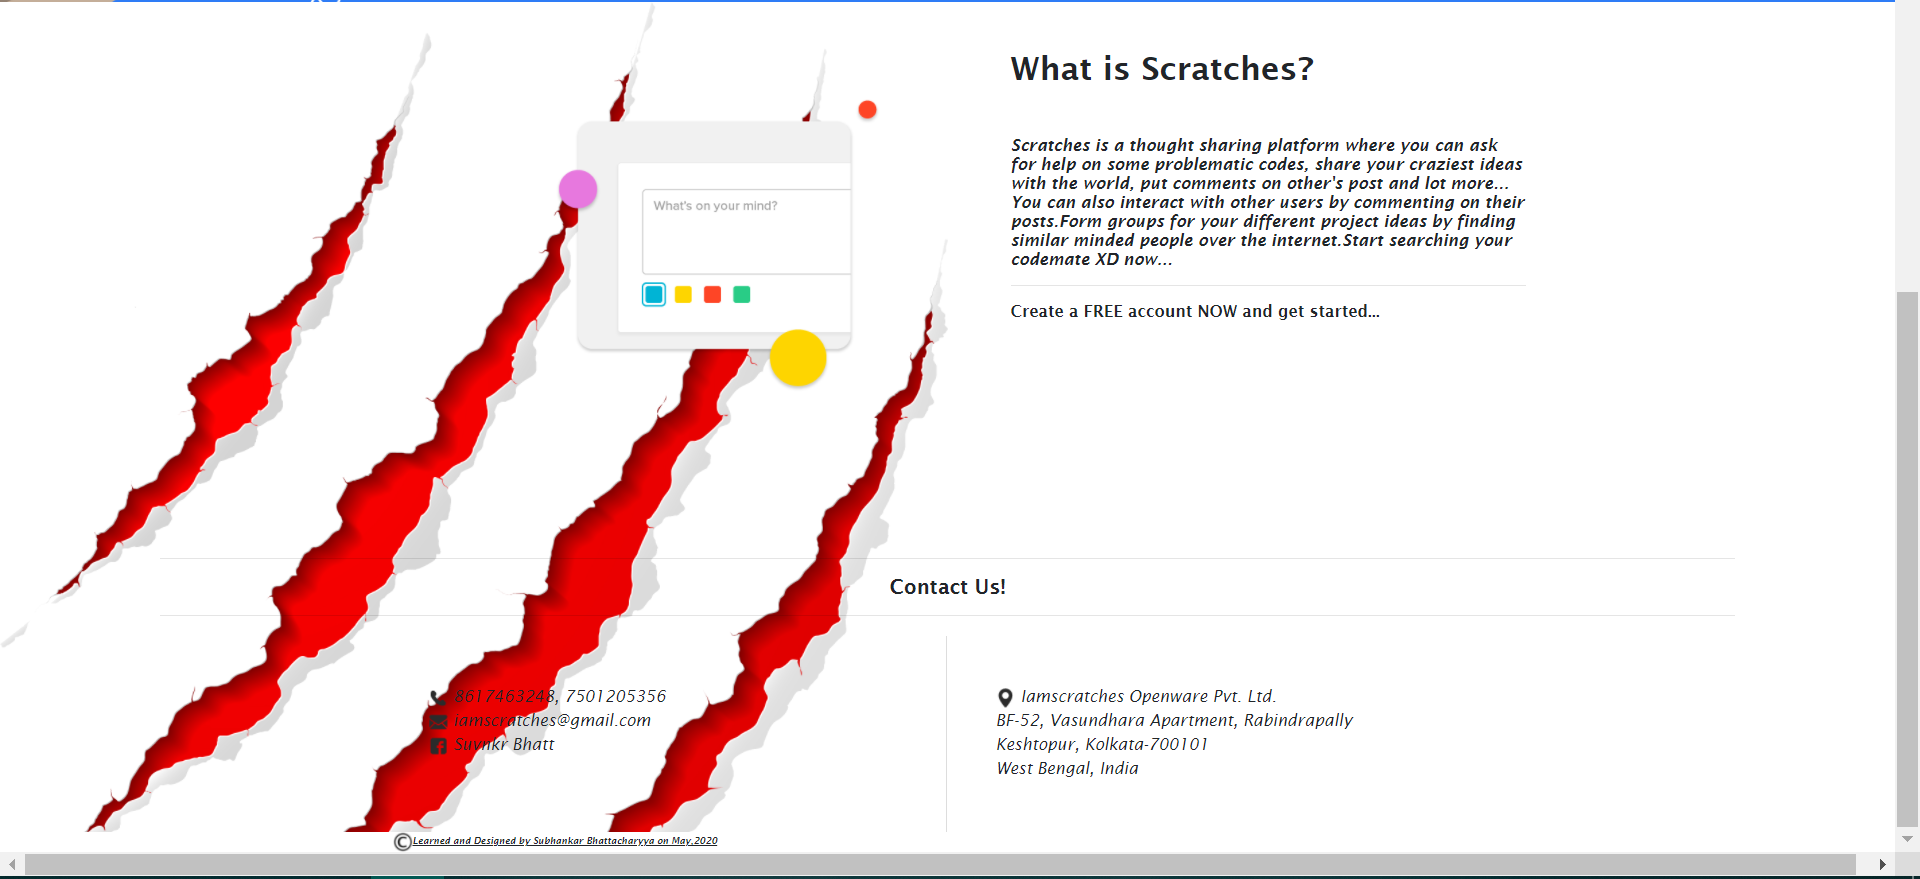 What is Scratches?
Scratches is a thought sharing platform where you can ask
for help on some problematic codes, share your craziest ideas
with the world, put comments on other's post and lot more...
You can also interact with other users by commenting on their
posts.Form groups for your different project ideas by finding
similar minded people over the internet.Start searching your
codemate XD now...
Create a FREE account NOW and get started...
What's on your mind?
Contact Us!
8617463248, 7501205356
iamscratches@gmail.com
Suvnkr Bhatt
Iamscratches Openware Pvt. Ltd.
BF-52, Vasundhara Apartment, Rabindrapally
Keshtopur, Kolkata-700101
West Bengal, India
©Learned and Designed by Subhankar Bhattacharyya on May,2020